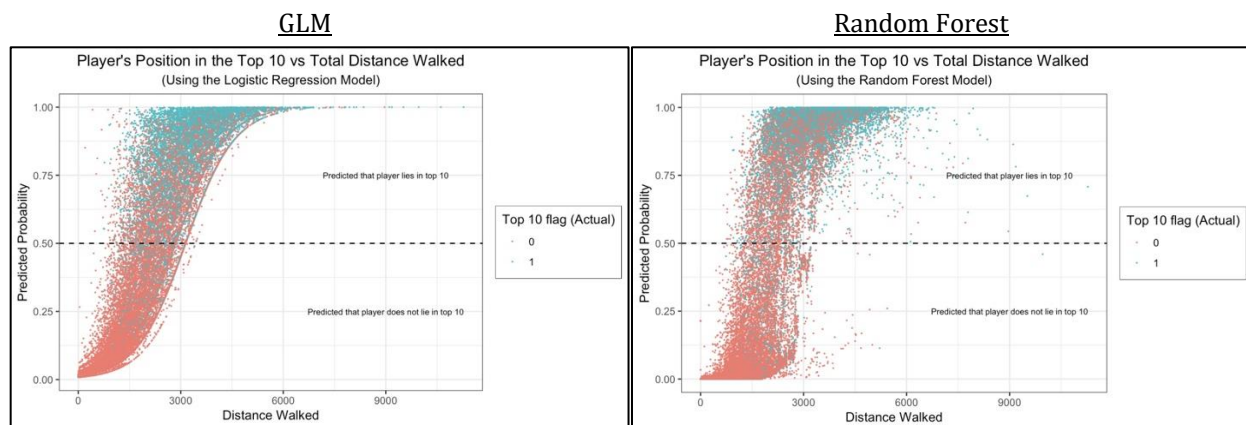 GLM
Player's Position in the Top 10 vs Total Distance Walked
(Using the Logistic Regression Model)
Predicted Probability
1.00
0.75
0.50
0.25
0.00
Predicted that player lies in top 10
Predicted that player does not lie in top 10
0
3000
6000
9000
Distance Walked
Top 10 flag (Actual)
0
1
Random Forest
Player's Position in the Top 10 vs Total Distance Walked
(Using the Random Forest Model)
Predicted Probability
1.00
0.75
0.50
0.25
0.00
Predicted that player lies in top 10
Predicted that player does not lie in top 10
0
3000
6000
9000
Distance Walked
Top 10 flag (Actual)
0
1